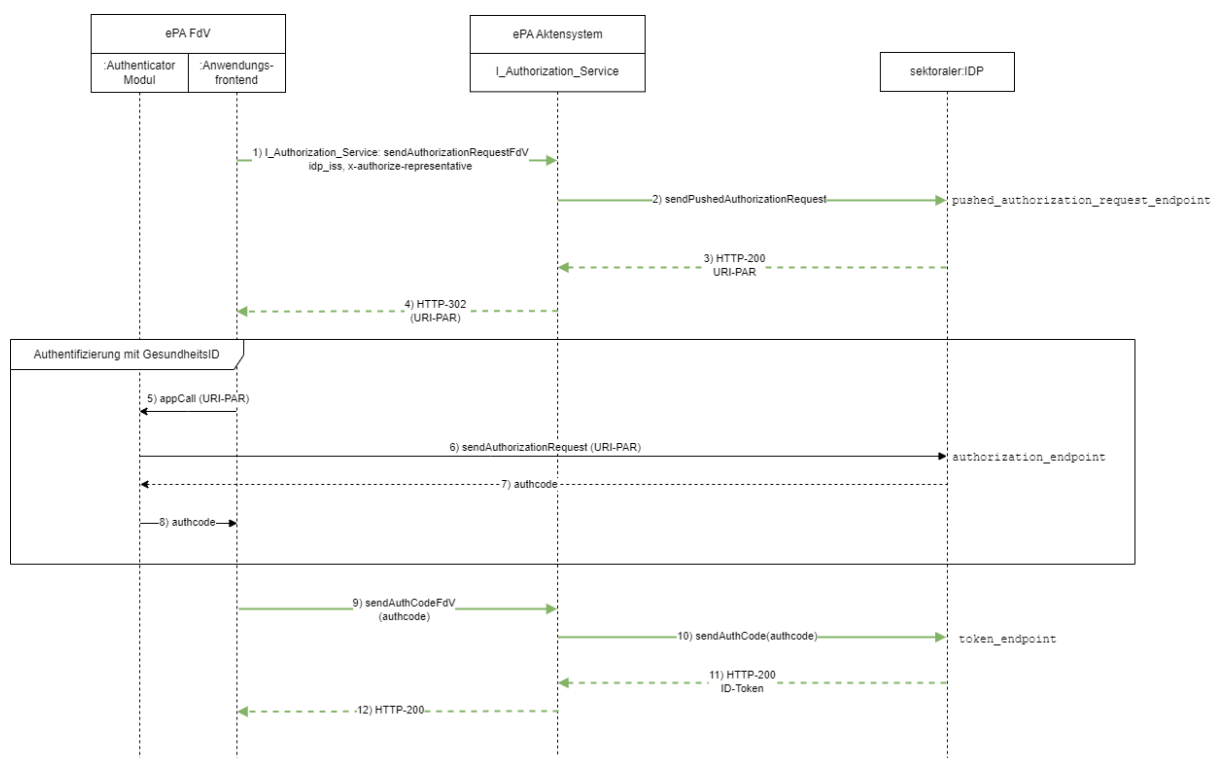 ePA FdV
ePA Aktensystem
:Authenticator
Modul
:Anwendungs-
frontend
I_Authorization_Service
sektoraler:IDP
1) I_Authorization_Service: sendAuthorizationRequestFdV
idp_iss, x-authorize-representative
2) sendPushedAuthorizationRequest
pushed_authorization_request_endpoint
3) HTTP-200
URI-PAR
4) HTTP-302
(URI-PAR)
Authentifizierung mit GesundheitsID
5) appCall (URI-PAR)
6) sendAuthorizationRequest (URI-PAR)
authorization_endpoint
7) authcode
8) authcode
9) sendAuthCodeFdV
(authcode)
10) sendAuthCode(authcode)
token_endpoint
11) HTTP-200
ID-Token
12) HTTP-200